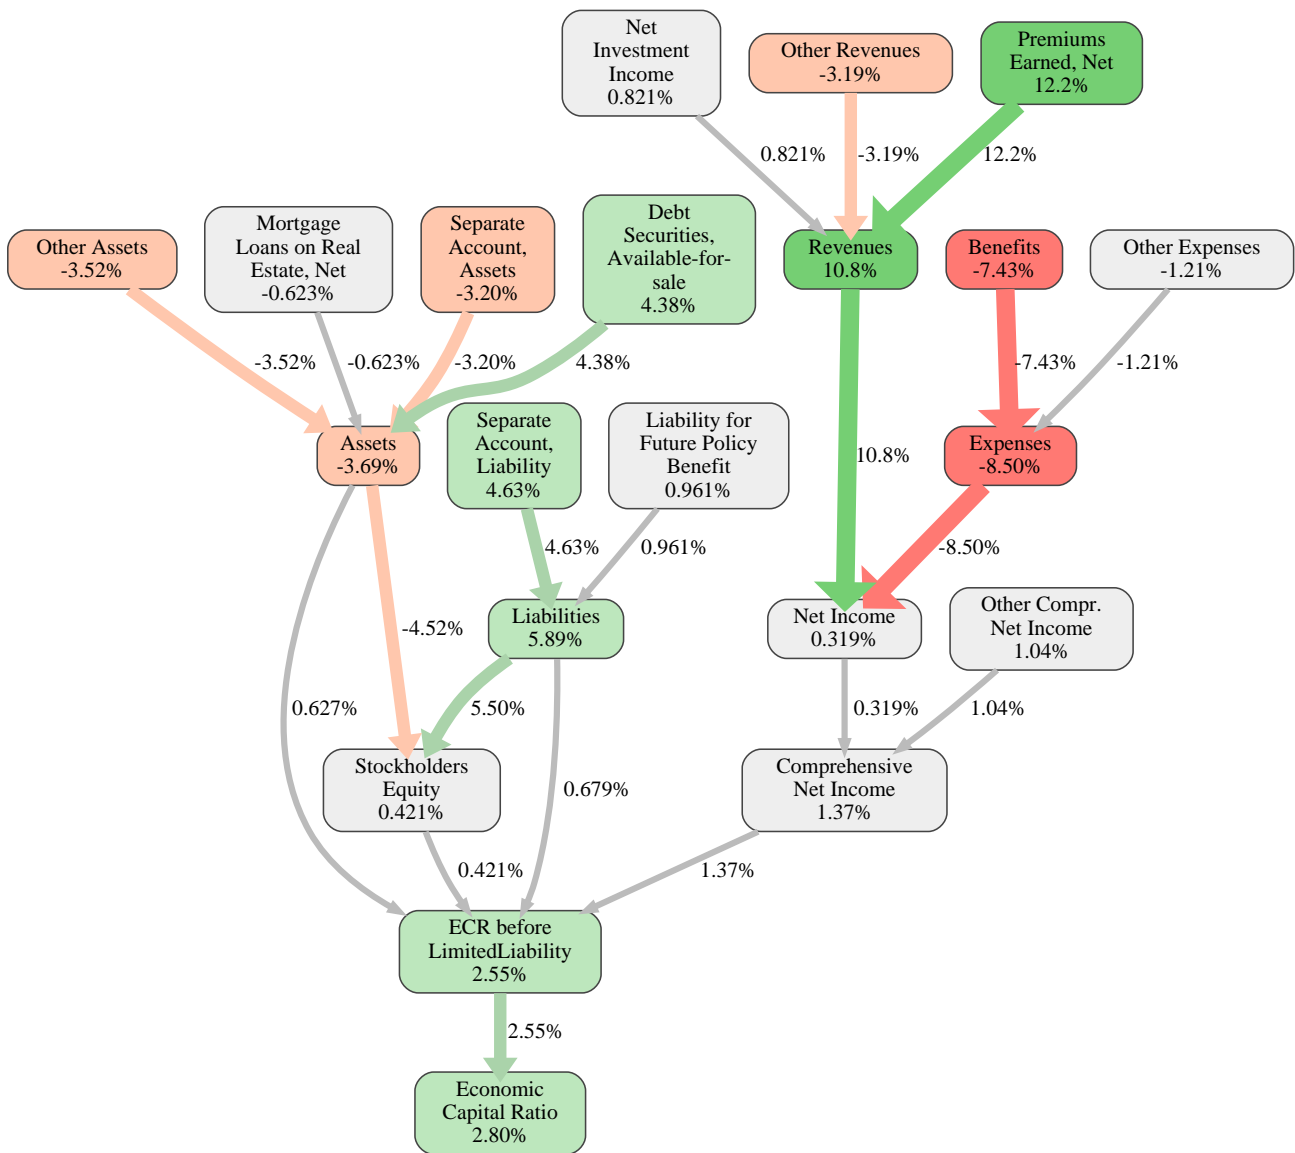 Net
Investment
Income
0.821%
Other Revenues
-3.19%
Premiums
Earned, Net
12.2%
0.821%
-3.19%
12.2%
Other Assets
-3.52%
Mortgage
Loans on Real
Estate, Net
-0.623%
Separate
Account,
Assets
-3.20%
Debt
Securities,
Available-for-
sale
4.38%
Revenues
10.8%
Benefits
-7.43%
Other Expenses
-1.21%
-3.52%
-0.623%
-3.20%
4.38%
-7.43%
-1.21%
Assets
-3.69%
Separate
Account,
Liability
4.63%
Liability for
Future Policy
Benefit
0.961%
10.8%
Expenses
-8.50%
4.63%
0.961%
-8.50%
-4.52%
Liabilities
5.89%
Net Income
0.319%
Other Compr.
Net Income
1.04%
0.627%
5.50%
0.319%
1.04%
Stockholders
Equity
0.421%
0.679%
Comprehensive
Net Income
1.37%
0.421%
1.37%
ECR before
LimitedLiability
2.55%
2.55%
Economic
Capital Ratio
2.80%